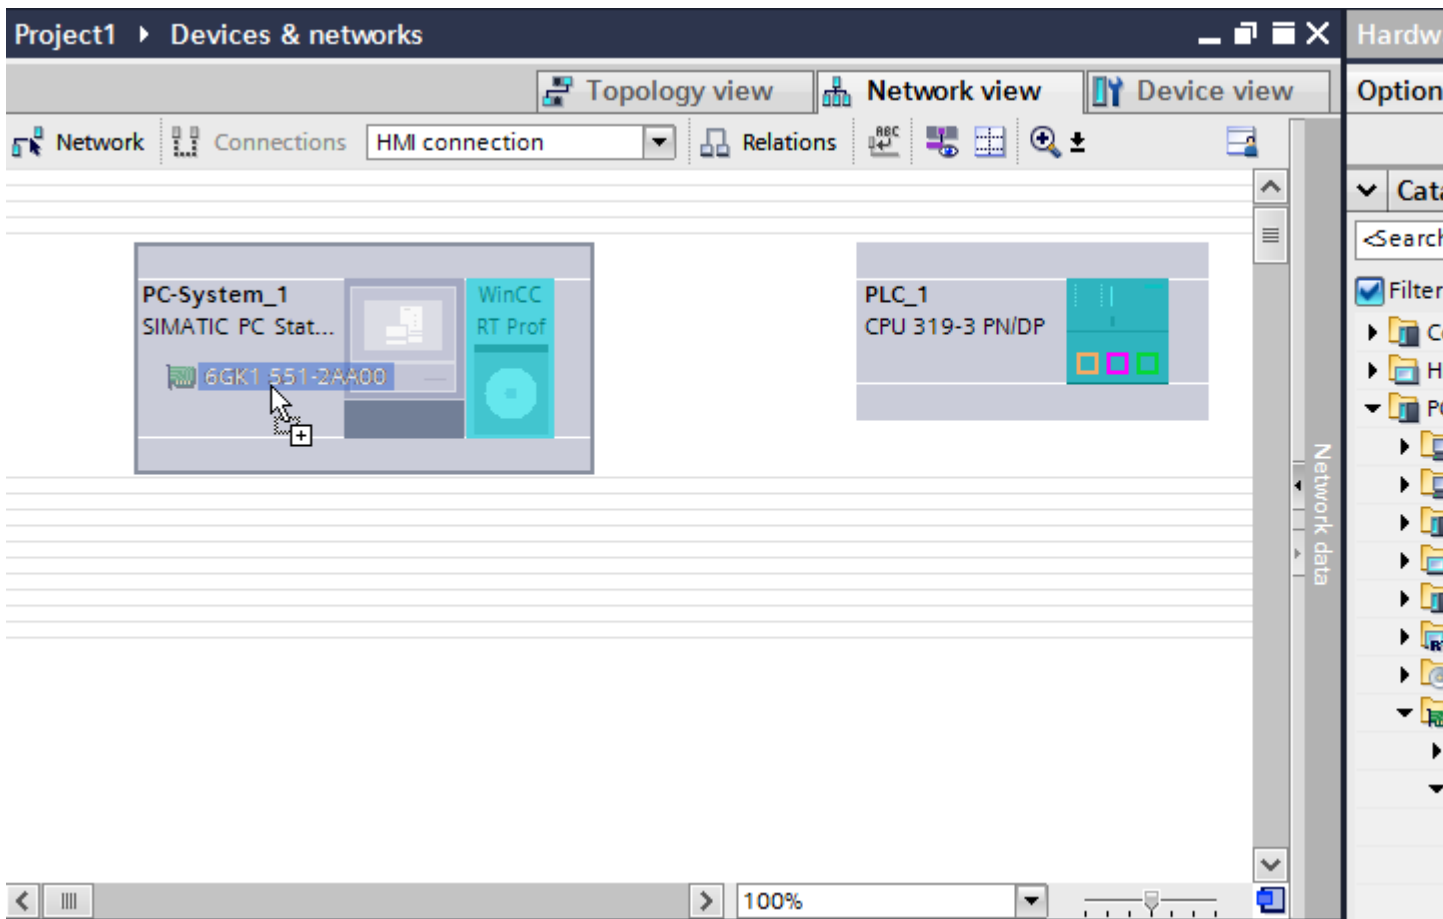 Project1 ▸ Devices & networks
Hardw
Topology view
Network view
Device view
Option
Network
Connections
HMI connection
Relations
Cata
<Search
Filter
PC-System_1
SIMATIC PC Stat...
WinCC
RT Prof
6GK1 551-2AA00
PLC_1
CPU 319-3 PN/DP
Network data
100%